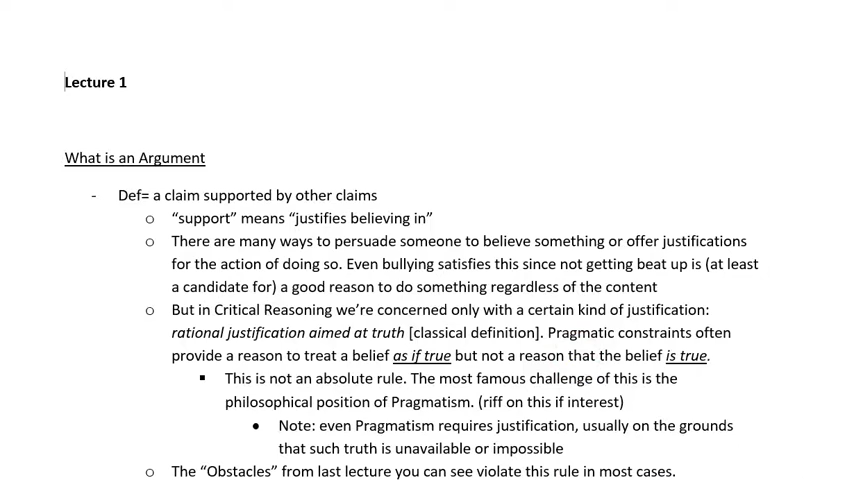 Lecture 1
What is an Argument
- Def= a claim supported by other claims
o “support” means “justifies believing in”
o There are many ways to persuade someone to believe something or offer justifications
for the action of doing so. Even bullying satisfies this since not getting beat up is (at least
a candidate for) a good reason to do something regardless of the content
o But in Critical Reasoning we’re concerned only with a certain kind of justification:
rational justification aimed at truth [classical definition]. Pragmatic constraints often
provide a reason to treat a belief as if true but not a reason that the belief is true.
▪ This is not an absolute rule. The most famous challenge of this is the
philosophical position of Pragmatism. (riff on this if interest)
• Note: even Pragmatism requires justification, usually on the grounds
that such truth is unavailable or impossible
o The “Obstacles” from last lecture you can see violate this rule in most cases.